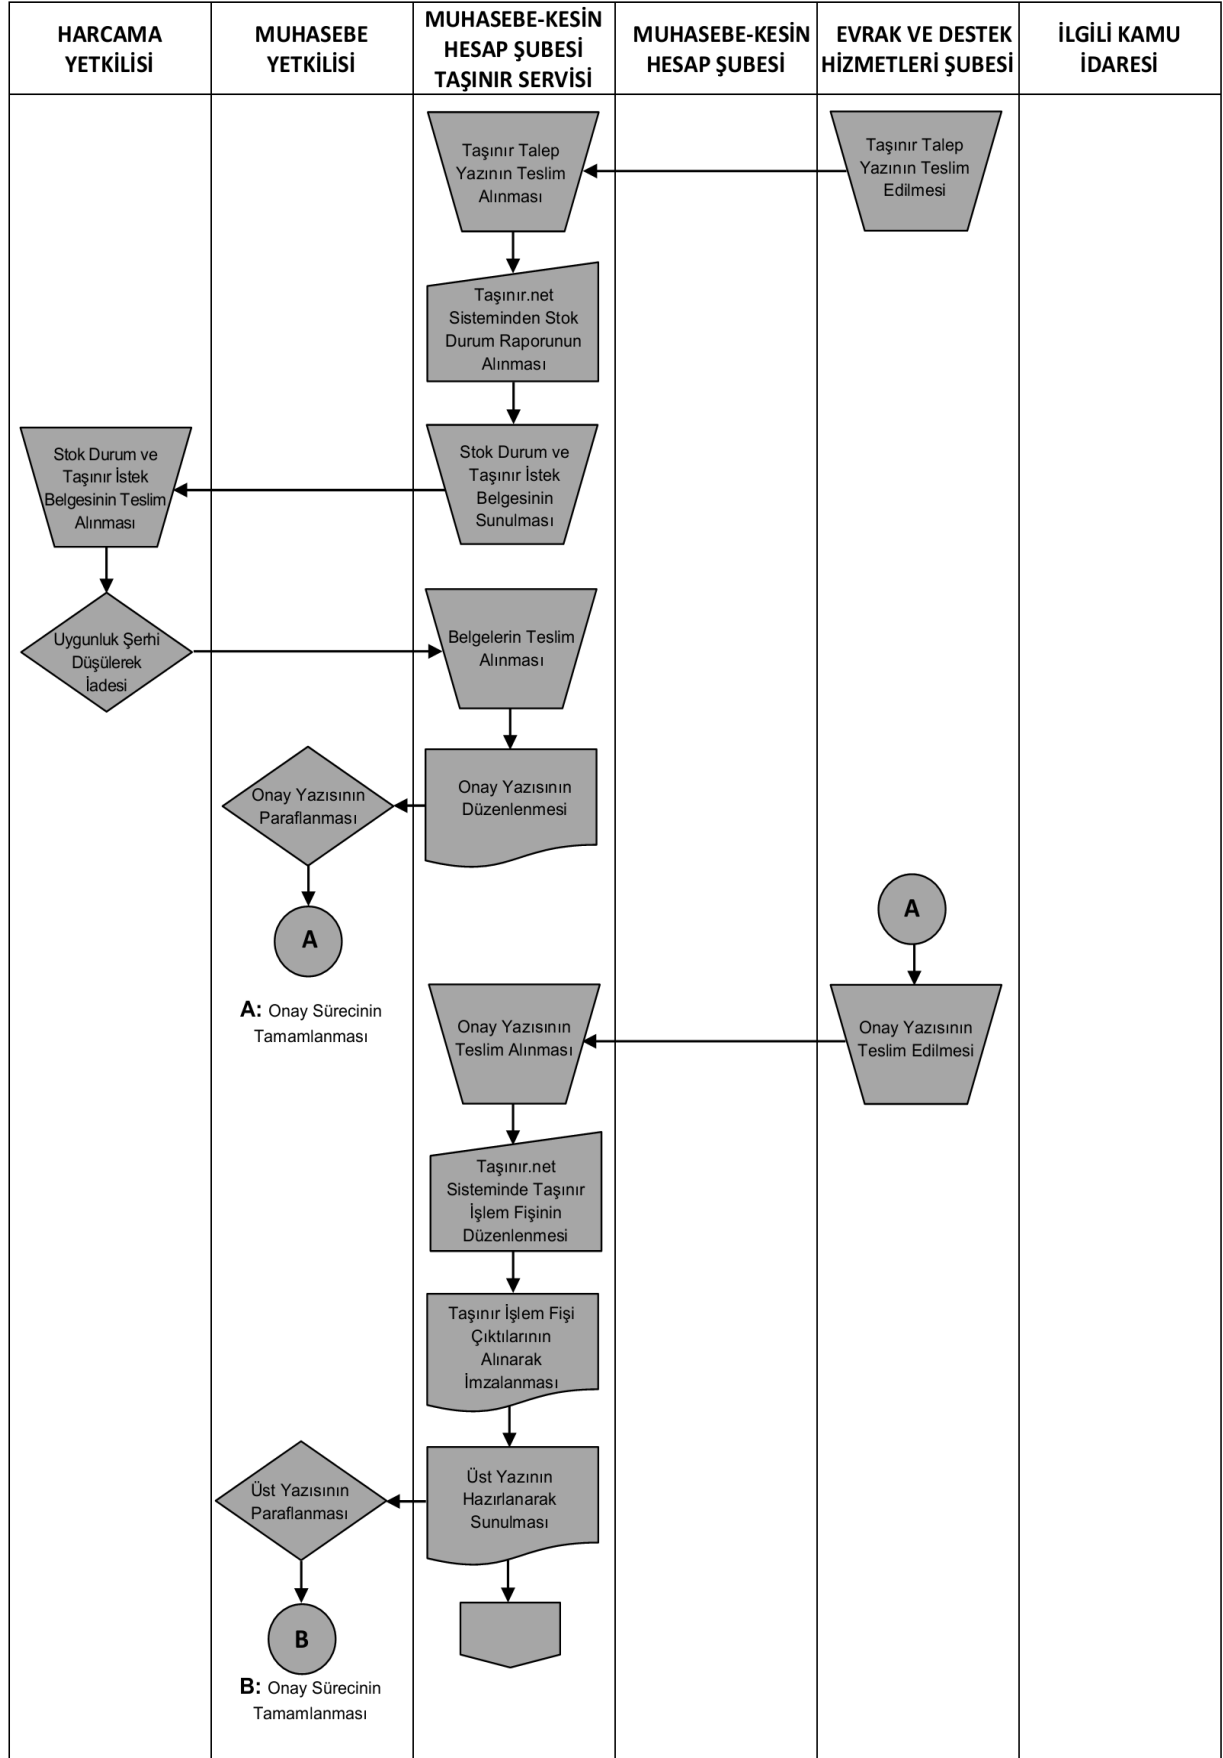 HARCAMA
YETKİLİSİ
MUHASEBE
YETKİLİSİ
MUHASEBE-KESİN
HESAP ŞUBESİ
TAŞINIR SERVİSİ
MUHASEBE-KESİN
HESAP ŞUBESİ
EVRAK VE DESTEK
HİZMETLERİ ŞUBESİ
İLGİLİ KAMU
İDARESİ
Taşınır Talep
Yazının Teslim
Alınması
Taşınır Talep
Yazının Teslim
Edilmesi
Taşınır.net
Sisteminden Stok
Durum Raporunun
Alınması
Stok Durum ve
Taşınır İstek
Belgesinin Teslim
Alınması
Stok Durum ve
Taşınır İstek
Belgesinin
Sunulması
Uygunluk Şerhi
Düşülerek
İadesi
Belgelerin Teslim
Alınması
Onay Yazısının
Paraflanması
Onay Yazısının
Düzenlenmesi
A
A
A: Onay Sürecinin
Tamamlanması
Onay Yazısının
Teslim Alınması
Onay Yazısının
Teslim Edilmesi
Taşınır.net
Sisteminde Taşınır
İşlem Fişinin
Düzenlenmesi
Taşınır İşlem Fişi
Çıktılarının
Alınarak
İmzalanması
Üst Yazısının
Paraflanması
Üst Yazının
Hazırlanarak
Sunulması
B
B: Onay Sürecinin
Tamamlanması